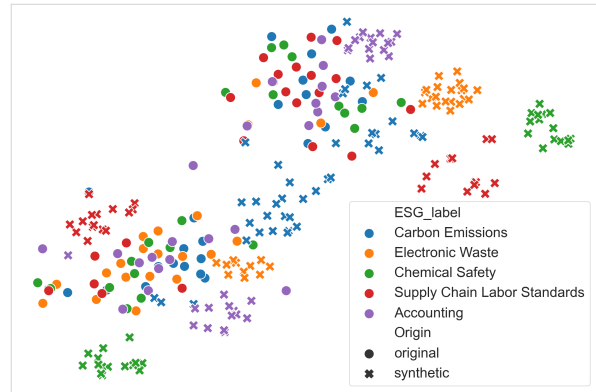 ESG_label
Carbon Emissions
Electronic Waste
Chemical Safety
Supply Chain Labor Standards
Accounting
Origin
original
synthetic